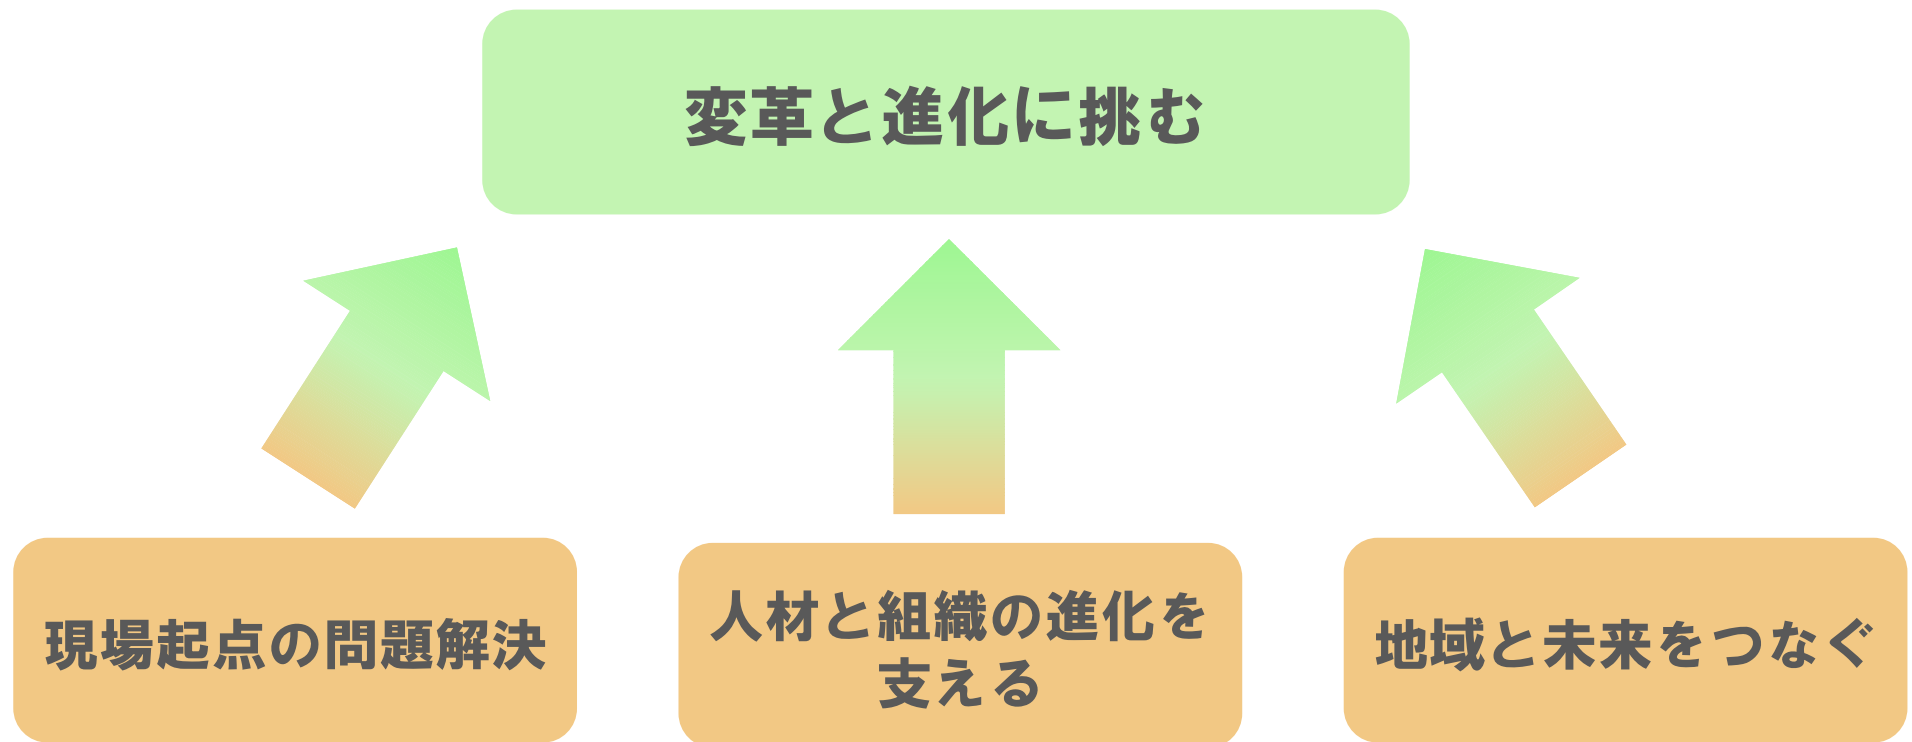 変革と進化に挑む
現場起点の問題解決
人材と組織の進化を
支える
地域と未来をつなぐ